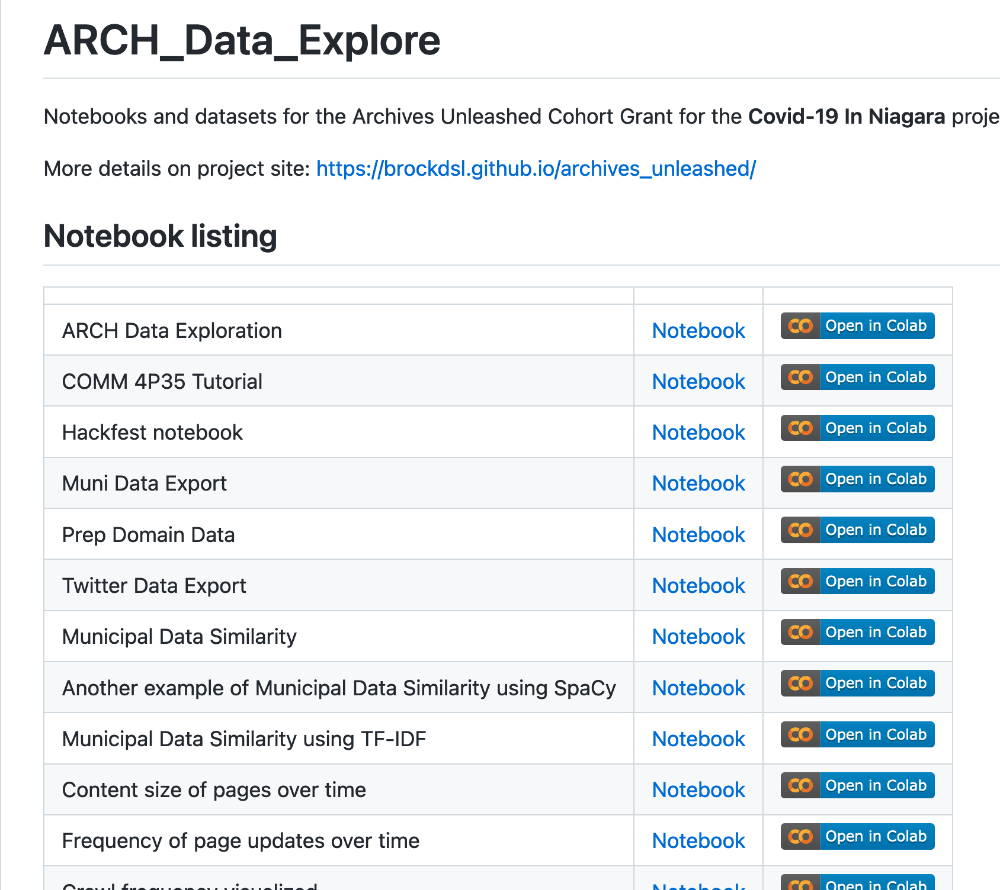 ARCH_Data_Explore
Notebooks and datasets for the Archives Unleashed Cohort Grant for the Covid-19 In Niagara proje
More details on project site: https://brockdsl.github.io/archives_unleashed/
Notebook listing
ARCH Data Exploration Notebook Open in Colab
COMM 4P35 Tutorial Notebook Open in Colab
Hackfest notebook Notebook Open in Colab
Muni Data Export Notebook Open in Colab
Prep Domain Data Notebook Open in Colab
Twitter Data Export Notebook Open in Colab
Municipal Data Similarity Notebook Open in Colab
Another example of Municipal Data Similarity using SpaCy Notebook Open in Colab
Municipal Data Similarity using TF-IDF Notebook Open in Colab
Content size of pages over time Notebook Open in Colab
Frequency of page updates over time Notebook Open in Colab
Crawl frequency visualized Notebook Open in Colab